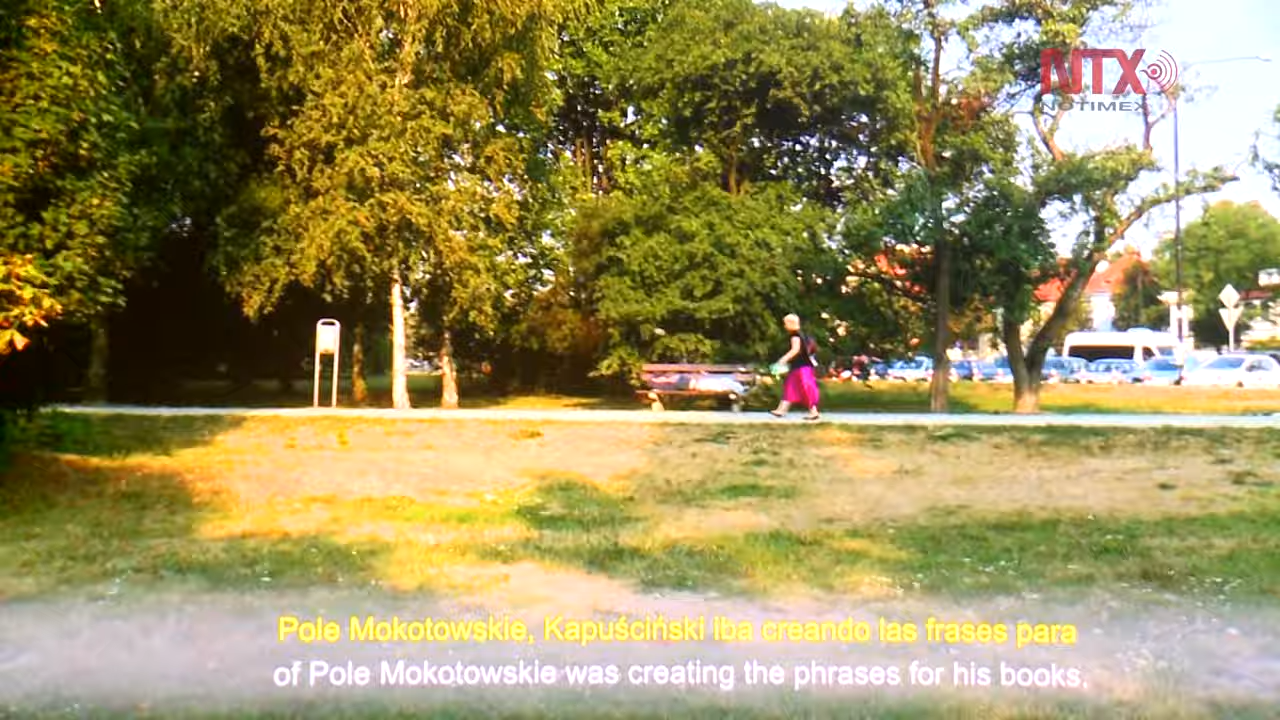 NTX
NOTIMEX
Pole Mokotowskie, Kapuściński iba creando las frases para
of Pole Mokotowskie was creating the phrases for his books.